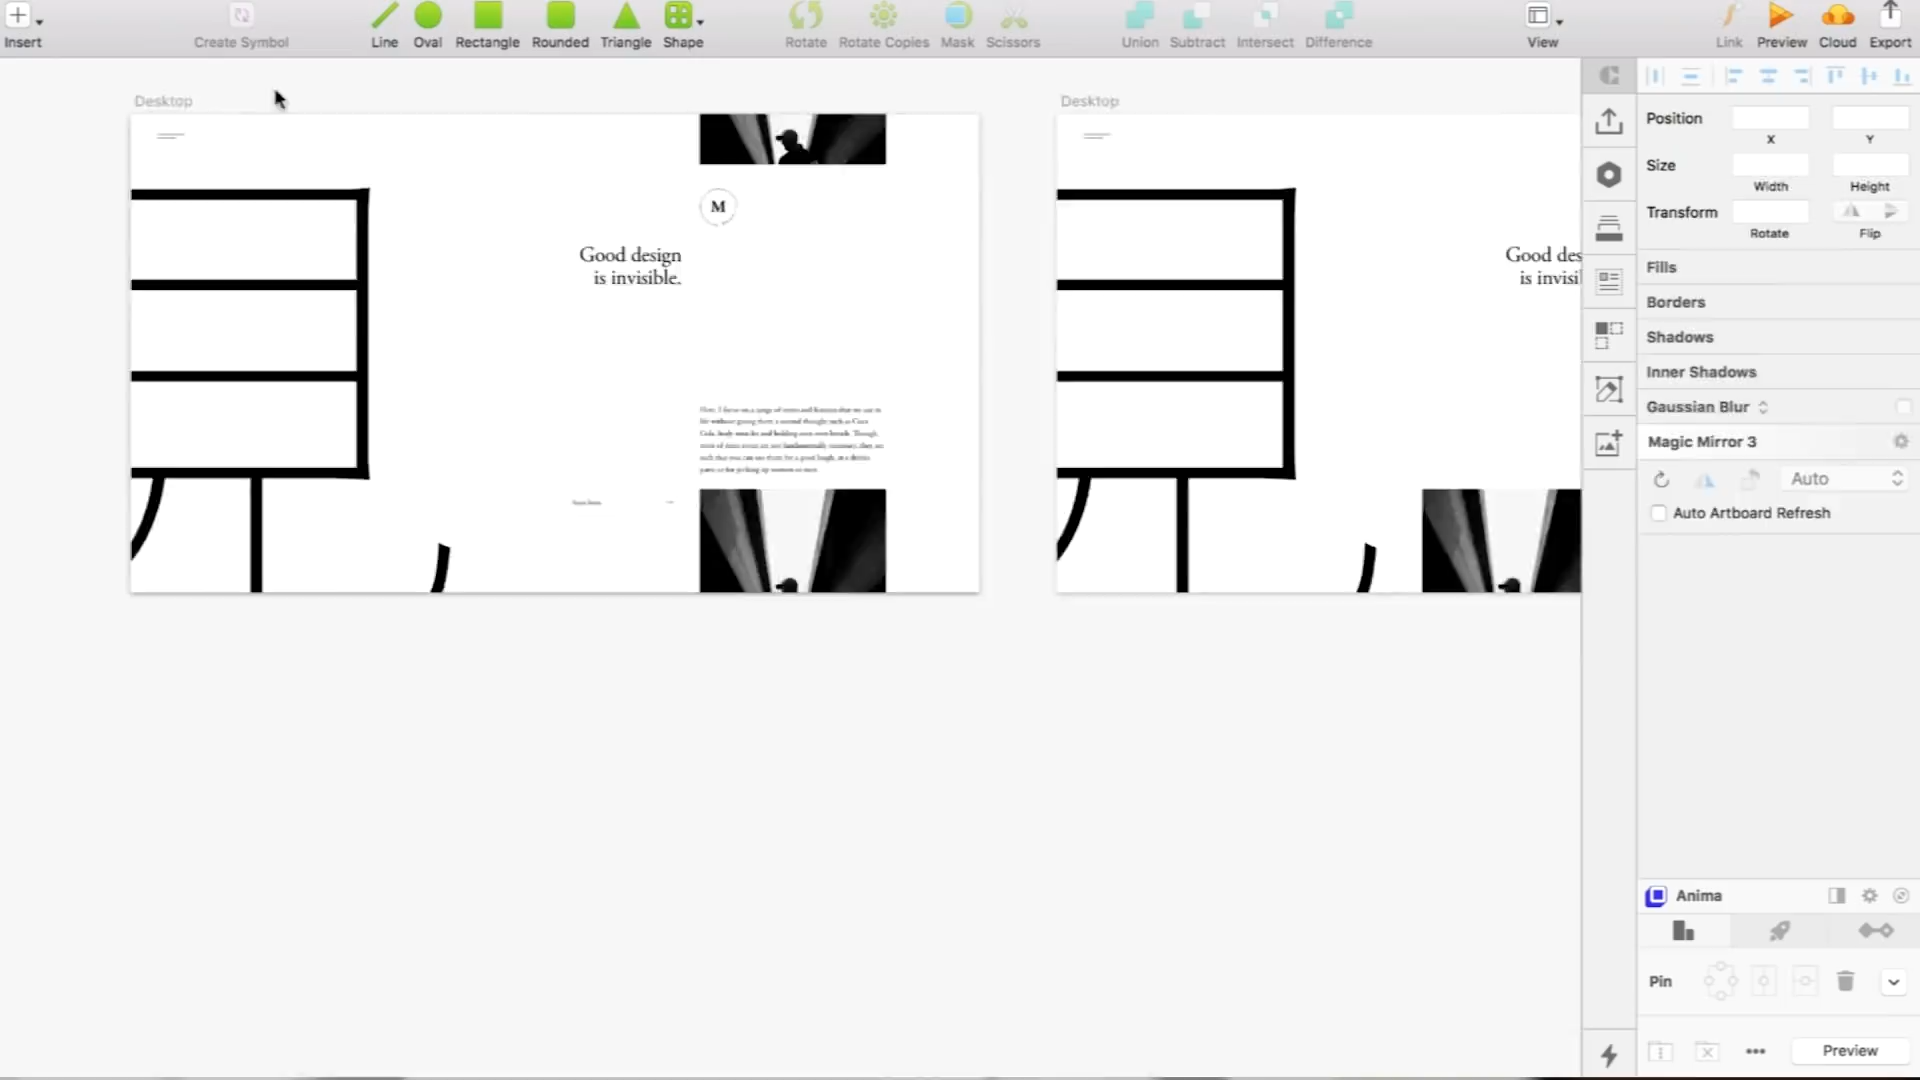 Insert
Create Symbol
Line
Oval
Rectangle
Rounded
Triangle
Shape
Rotate
Rotate Copies
Mask
Scissors
Union
Subtract
Intersect
Difference
View
Link
Preview
Cloud
Export
Desktop
M
Good design
is invisible.
Desktop
Good des
is invisi
Position
X
Y
Size
Width
Height
Transform
Rotate
Flip
Fills
Borders
Shadows
Inner Shadows
Gaussian Blur
Magic Mirror 3
Auto
Auto Artboard Refresh
Anima
Pin
Preview